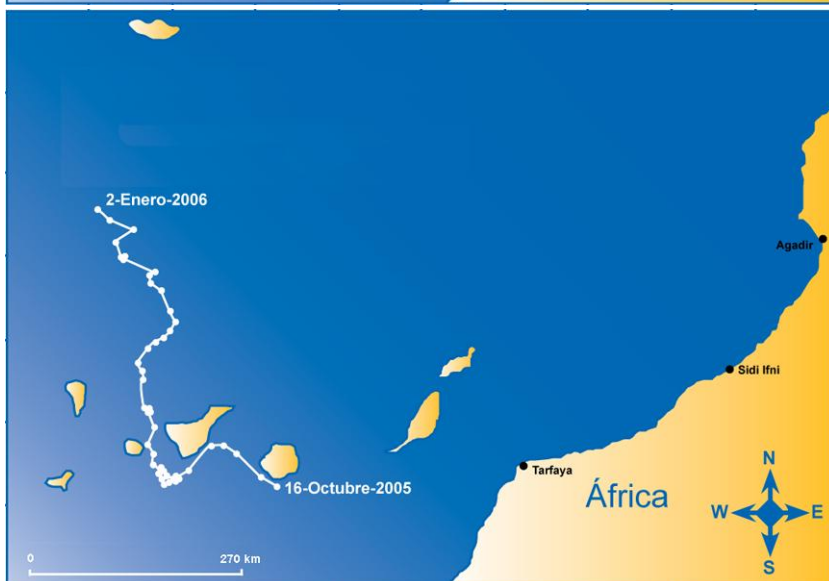 2-Enero-2006
Agadir
Sidi Ifni
Tarfaya
16-Octubre-2005
África
N
W
E
S
0
270 km